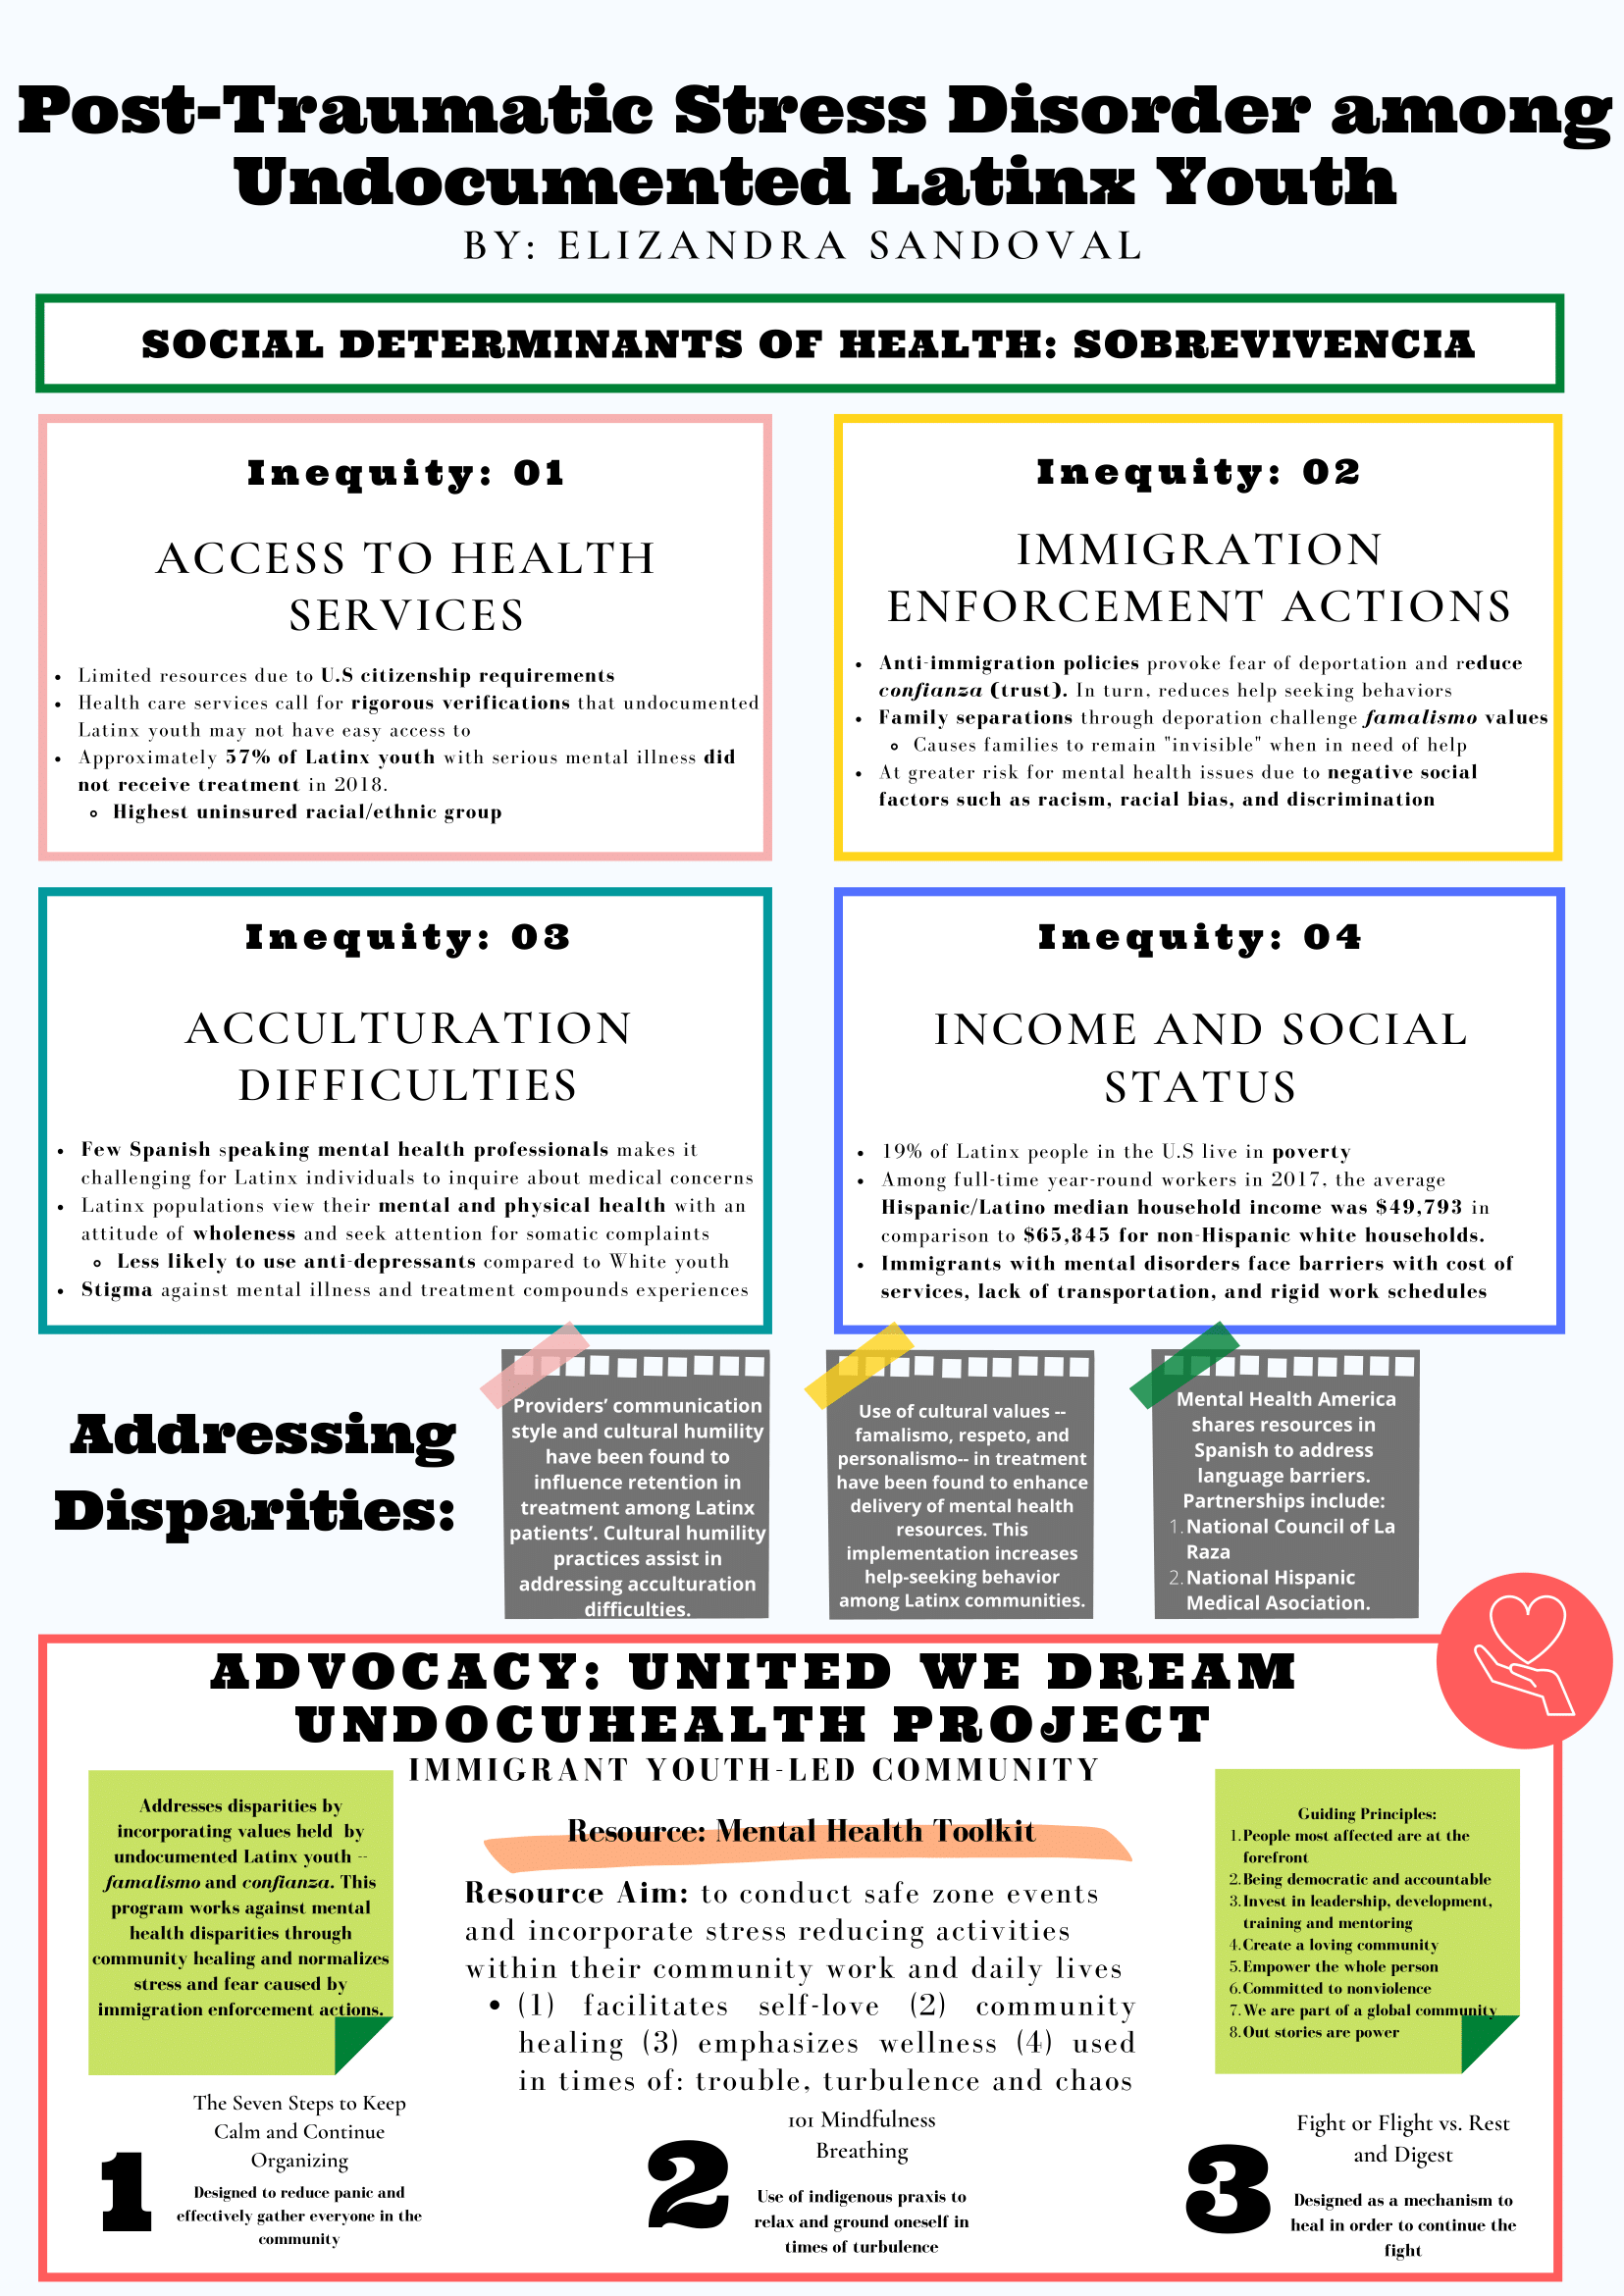 Post-Traumatic Stress Disorder among
Undocumented Latinx Youth
BY: ELIZANDRA SANDOVAL
SOCIAL DETERMINANTS OF HEALTH: SOBREVIVENCIA
Inequity: 01
ACCESS TO HEALTH
SERVICES
• Limited resources due to U.S citizenship requirements
• Health care services call for rigorous verifications that undocumented
Latinx youth may not have easy access to
• Approximately 57% of Latinx youth with serious mental illness did
not receive treatment in 2018.
◦ Highest uninsured racial/ethnic group
Inequity: 02
IMMIGRATION
ENFORCEMENT ACTIONS
• Anti-immigration policies provoke fear of deportation and reduce
confianza (trust). In turn, reduces help seeking behaviors
• Family separations through deporation challenge famalismo values
◦ Causes families to remain "invisible" when in need of help
• At greater risk for mental health issues due to negative social
factors such as racism, racial bias, and discrimination
Inequity: 03
ACCULTURATION
DIFFICULTIES
• Few Spanish speaking mental health professionals makes it
challenging for Latinx individuals to inquire about medical concerns
• Latinx populations view their mental and physical health with an
attitude of wholeness and seek attention for somatic complaints
◦ Less likely to use anti-depressants compared to White youth
• Stigma against mental illness and treatment compounds experiences
Inequity: 04
INCOME AND SOCIAL
STATUS
• 19% of Latinx people in the U.S live in poverty
• Among full-time year-round workers in 2017, the average
Hispanic/Latino median household income was $49,793 in
comparison to $65,845 for non-Hispanic white households.
• Immigrants with mental disorders face barriers with cost of
services, lack of transportation, and rigid work schedules
Addressing
Disparities:
Providers’ communication
style and cultural humility
have been found to
influence retention in
treatment among Latinx
patients’. Cultural humility
practices assist in
addressing acculturation
difficulties.
Use of cultural values --
famalismo, respeto, and
personalismo-- in treatment
have been found to enhance
delivery of mental health
resources. This
implementation increases
help-seeking behavior
among Latinx communities.
Mental Health America
shares resources in
Spanish to address
language barriers.
Partnerships include:
1. National Council of La
Raza
2. National Hispanic
Medical Asociation.
ADVOCACY: UNITED WE DREAM
UNDOCUHEALTH PROJECT
IMMIGRANT YOUTH-LED COMMUNITY
Addresses disparities by
incorporating values held by
undocumented Latinx youth --
famalismo and confianza. This
program works against mental
health disparities through
community healing and normalizes
stress and fear caused by
immigration enforcement actions.
Resource: Mental Health Toolkit
Resource Aim: to conduct safe zone events
and incorporate stress reducing activities
within their community work and daily lives
• (1) facilitates self-love (2) community
healing (3) emphasizes wellness (4) used
in times of: trouble, turbulence and chaos
Guiding Principles:
1. People most affected are at the
forefront
2. Being democratic and accountable
3. Invest in leadership, development,
training and mentoring
4. Create a loving community
5. Empower the whole person
6. Committed to nonviolence
7. We are part of a global community
8. Out stories are power
1
The Seven Steps to Keep
Calm and Continue
Organizing
Designed to reduce panic and
effectively gather everyone in the
community
2
101 Mindfulness
Breathing
Use of indigenous praxis to
relax and ground oneself in
times of turbulence
3
Fight or Flight vs. Rest
and Digest
Designed as a mechanism to
heal in order to continue the
fight